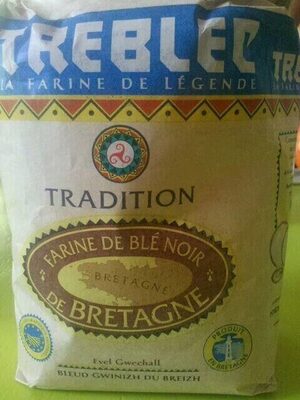 TREBLEC
LA FARINE DE LÉGENDE
TRADITION
FARINE DE BLÉ NOIR
BRETAGNE
DE BRETAGNE
PRODUIT
EN BRETAGNE
Evel Gwechall
BLEUD GWINIZH DU BREIZH